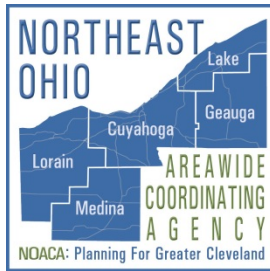 NORTHEAST
OHIO
Lake
Geauga
Cuyahoga
Lorain
Medina
AREAWIDE
COORDINATING
AGENCY
NOACA: Planning For Greater Cleveland